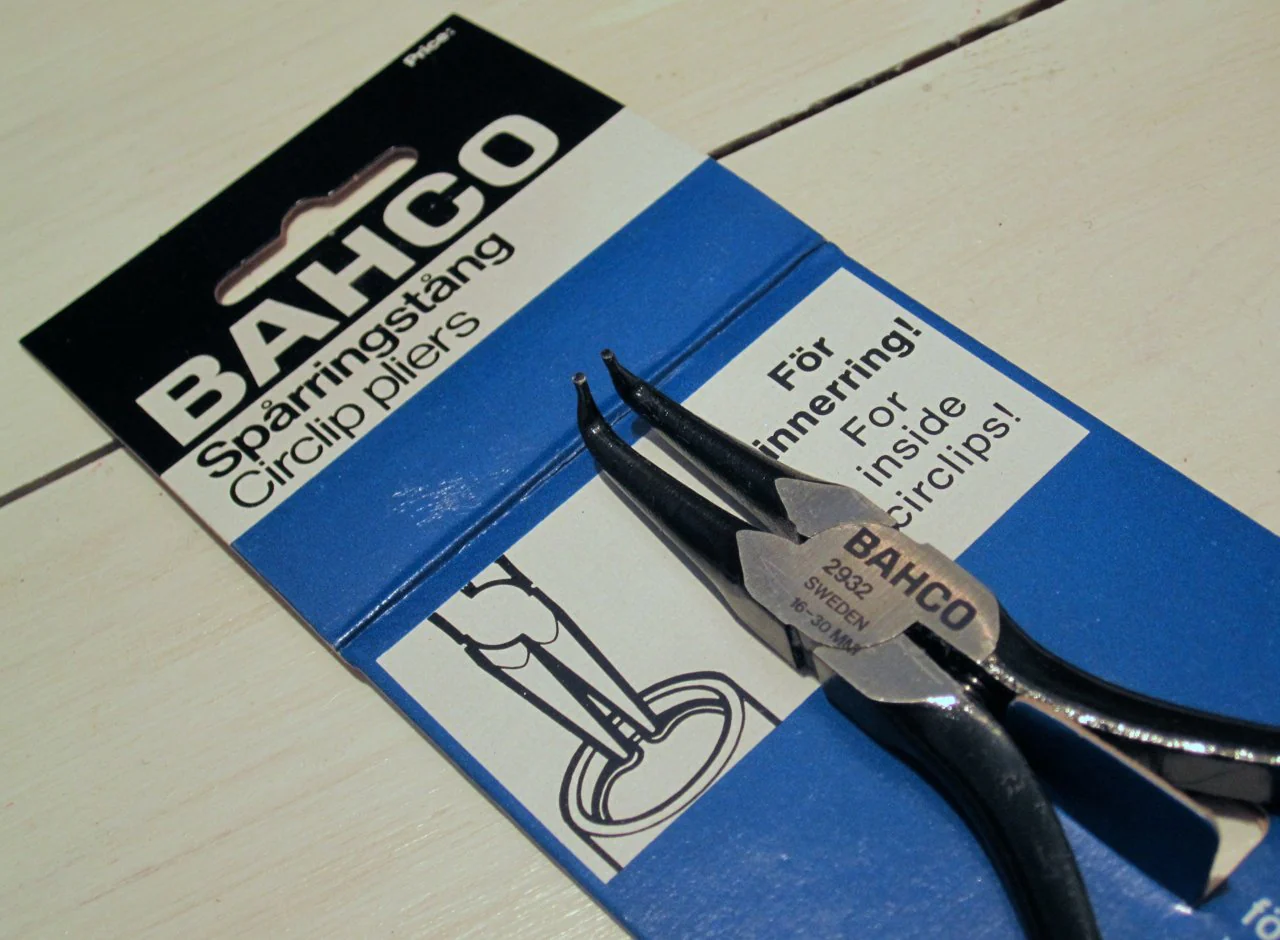 Price:
BAHCO
Spårringstång
Circlip pliers
För
innerring!
For
inside
circlips!
BAHCO
2932
SWEDEN
16-30 MM